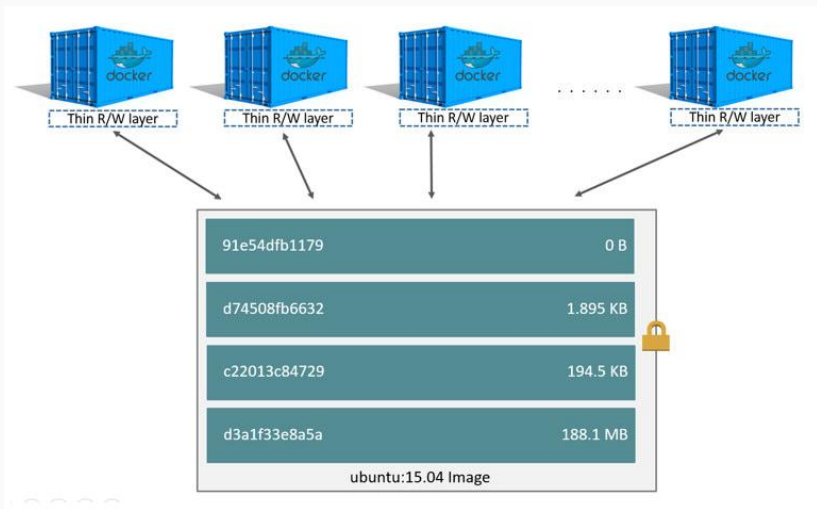 docker docker docker docker
. . . . . .
Thin R/W layer Thin R/W layer Thin R/W layer Thin R/W layer
91e54dfb1179 0 B
d74508fb6632 1.895 KB
c22013c84729 194.5 KB
d3a1f33e8a5a 188.1 MB
ubuntu:15.04 Image